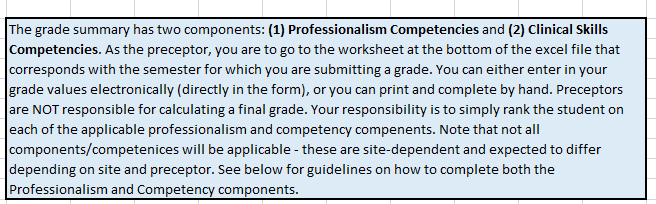 The grade summary has two components: (1) Professionalism Competencies and (2) Clinical Skills
Competencies. As the preceptor, you are to go to the worksheet at the bottom of the excel file that
corresponds with the semester for which you are submitting a grade. You can either enter in your
grade values electronically (directly in the form), or you can print and complete by hand. Preceptors
are NOT responsible for calculating a final grade. Your responsibility is to simply rank the student on
each of the applicable professionalism and competency compenents. Note that not all
components/competenices will be applicable - these are site-dependent and expected to differ
depending on site and preceptor. See below for guidelines on how to complete both the
Professionalism and Competency components.